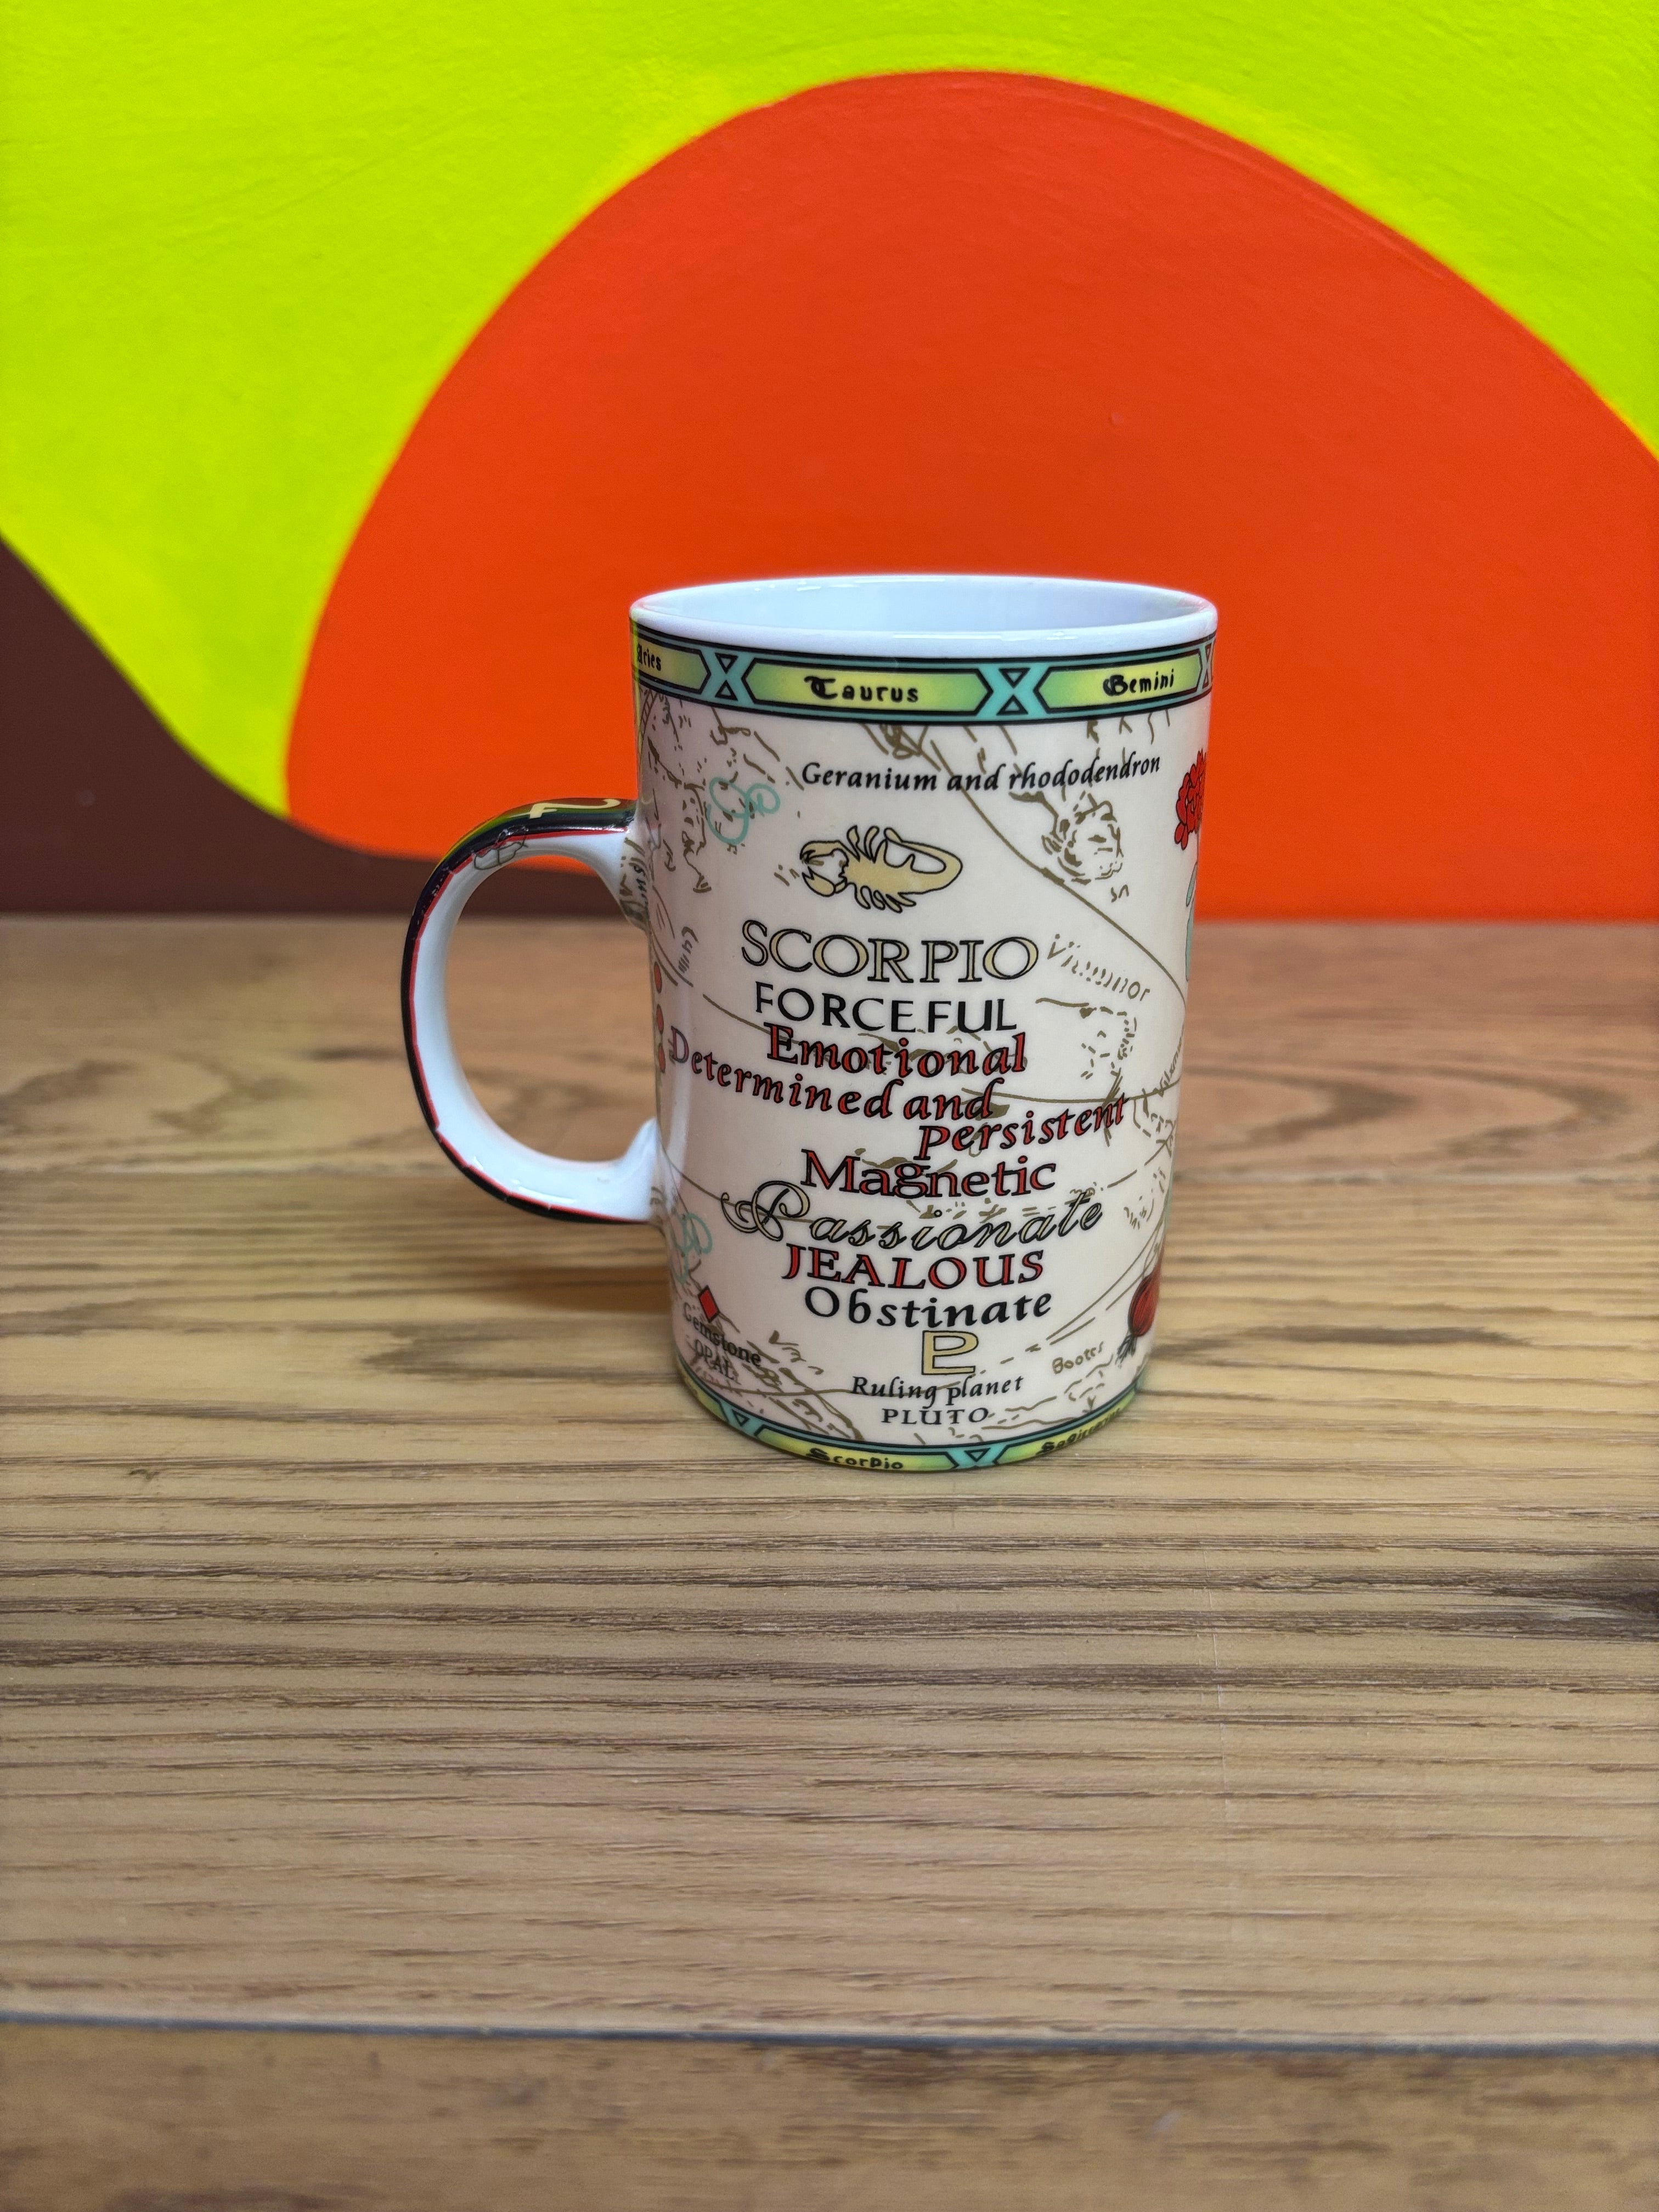 Aries
Taurus
Gemini
Geranium and rhododendron
SCORPIO
FORCEFUL
Emotional
Determined and
Persistent
Magnetic
Passionate
JEALOUS
Obstinate
Gemstone
OPAL
Bootes
Ruling planet
PLUTO
Scorpio